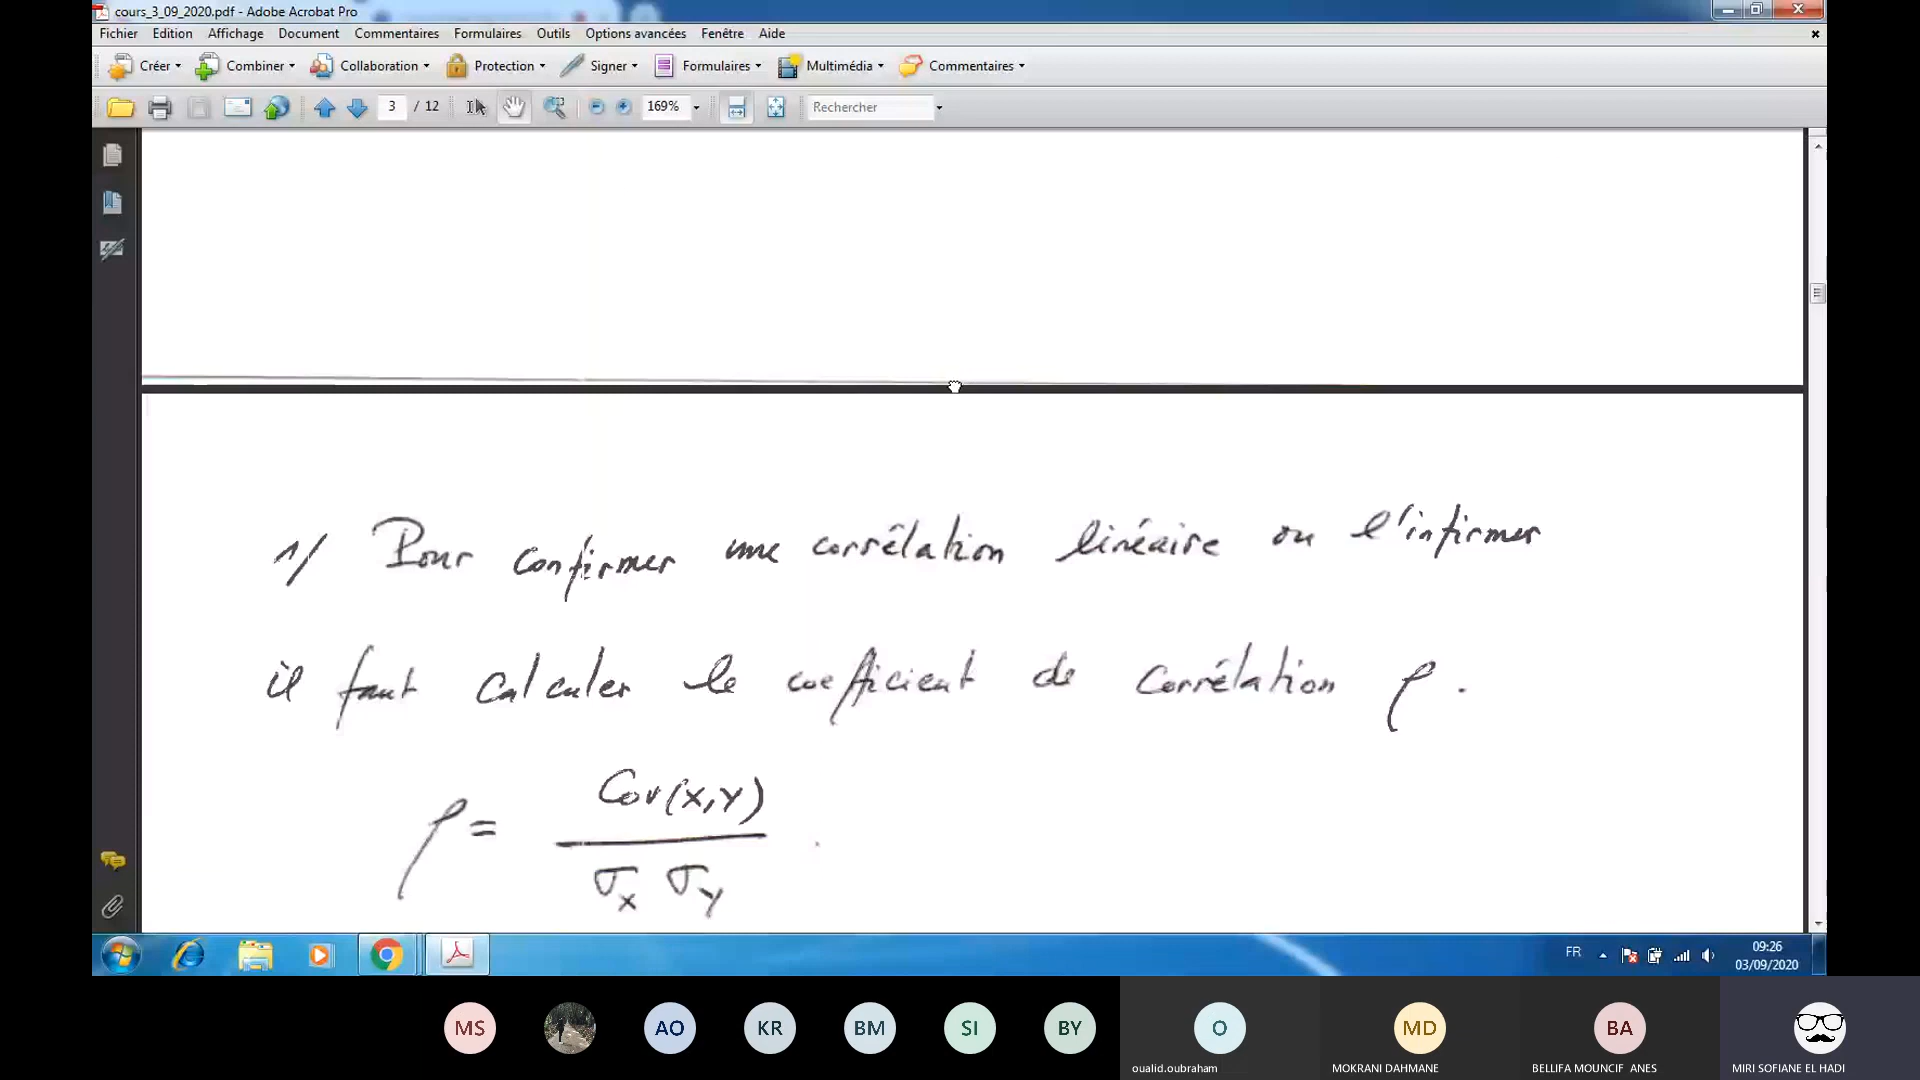 cours_3_09_2020.pdf - Adobe Acrobat Pro
Fichier Edition Affichage Document Commentaires Formulaires Outils Options avancées Fenêtre Aide
Créer Combiner Collaboration Protection Signer Formulaires Multimédia Commentaires
3 / 12 169% Rechercher
1/ Pour confirmer une corrélation linéaire ou l'infirmer
il faut calculer le coefficient de corrélation ρ.
ρ = Cov(X,Y)
σX σY
FR 09:26
03/09/2020
MS AO KR BM SI BY O MD BA
oualid.oubraham MOKRANI DAHMANE BELLIFA MOUNCIF ANES MIRI SOFIANE EL HADI